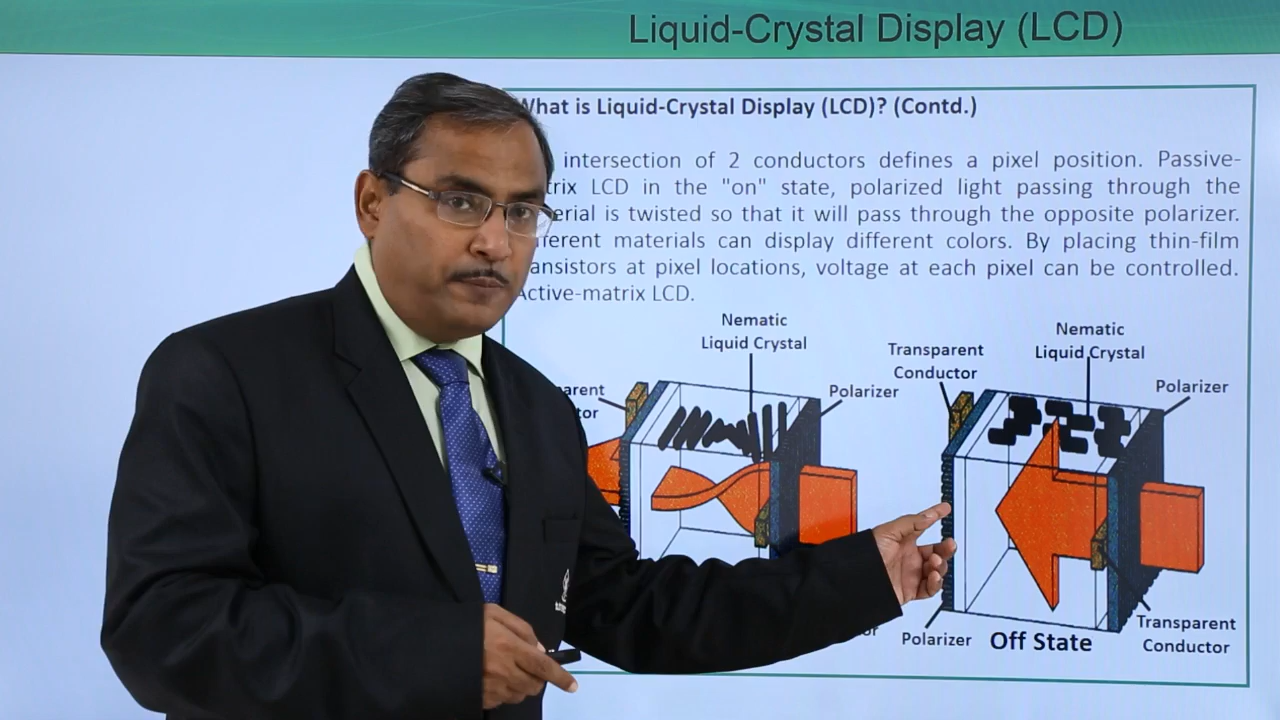 Liquid-Crystal Display (LCD)
What is Liquid-Crystal Display (LCD)? (Contd.)
intersection of 2 conductors defines a pixel position. Passive-
trix LCD in the "on" state, polarized light passing through the
erial is twisted so that it will pass through the opposite polarizer.
ferent materials can display different colors. By placing thin-film
ansistors at pixel locations, voltage at each pixel can be controlled.
Active-matrix LCD.
Nematic
Liquid Crystal
Polarizer
arent
tor
Transparent
Conductor
Nematic
Liquid Crystal
Polarizer
or
Polarizer
Off State
Transparent
Conductor